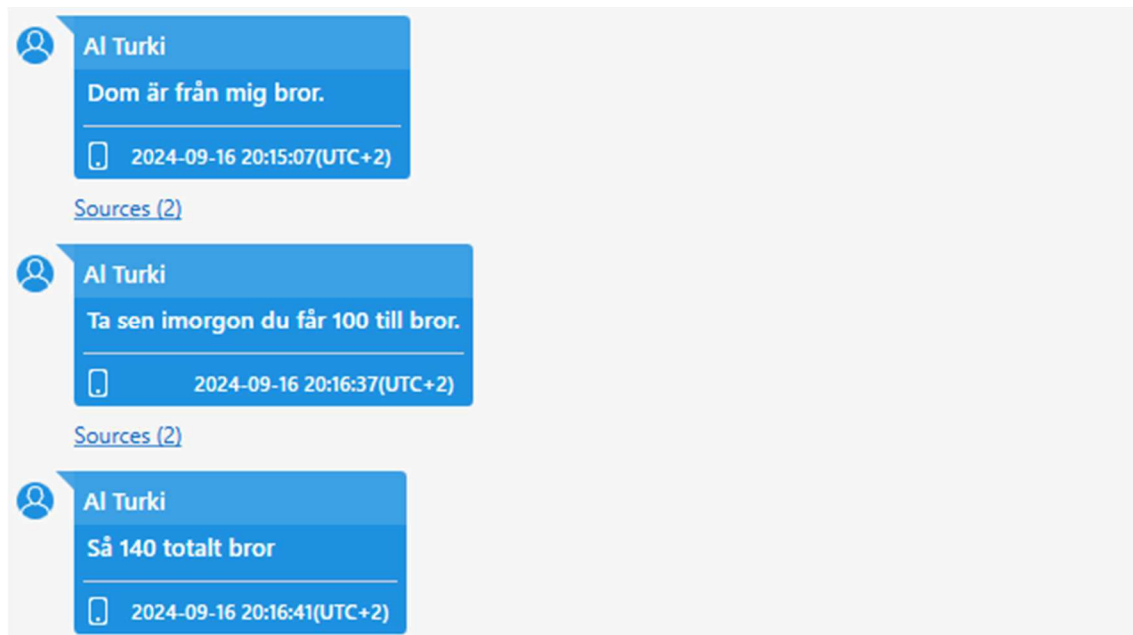 Al Turki
Dom är från mig bror.
2024-09-16 20:15:07(UTC+2)
Sources (2)
Al Turki
Ta sen imorgon du får 100 till bror.
2024-09-16 20:16:37(UTC+2)
Sources (2)
Al Turki
Så 140 totalt bror
2024-09-16 20:16:41(UTC+2)